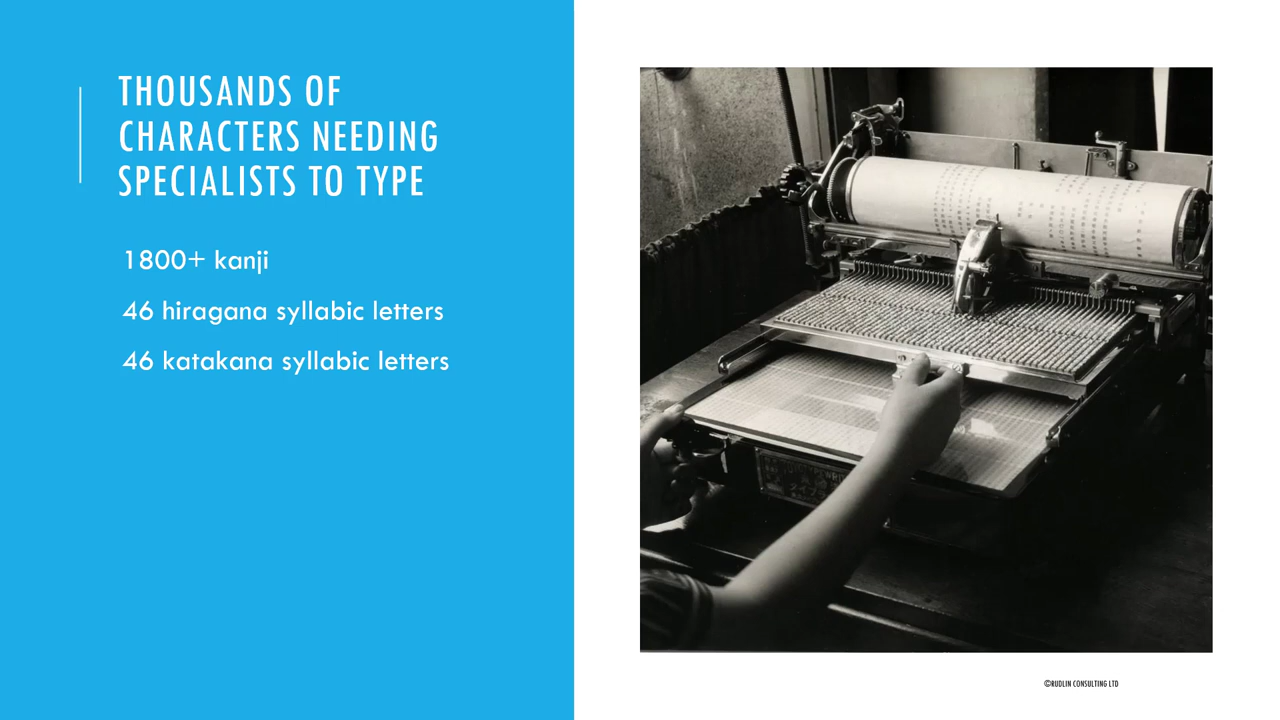 THOUSANDS OF
CHARACTERS NEEDING
SPECIALISTS TO TYPE
1800+ kanji
46 hiragana syllabic letters
46 katakana syllabic letters
©RUDLIN CONSULTING LTD